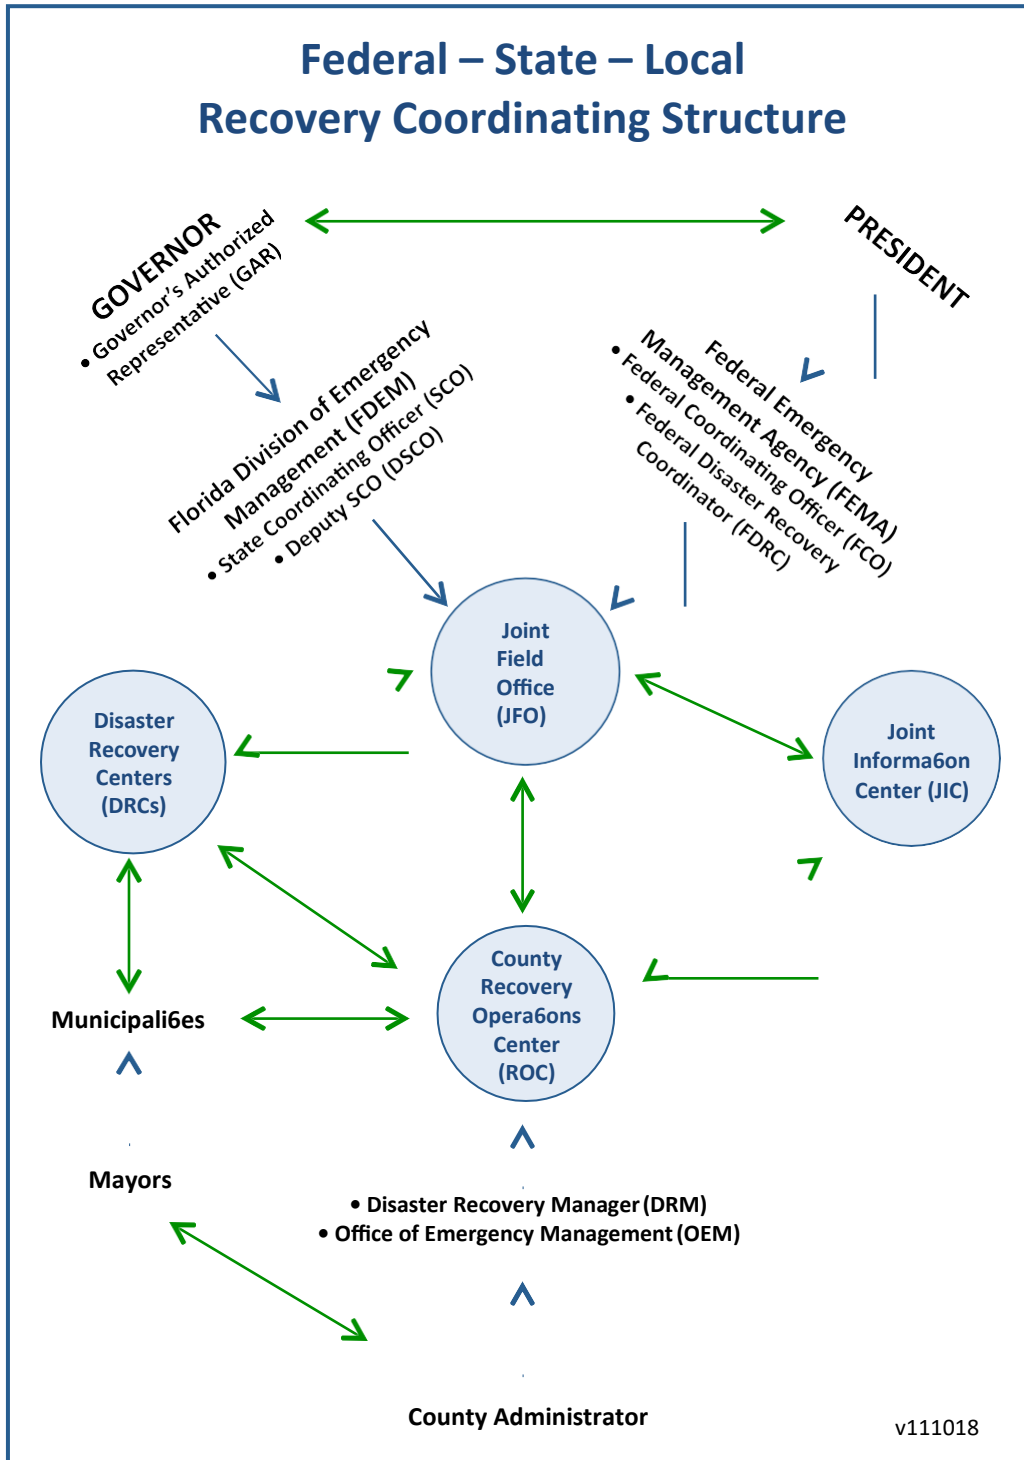 Federal – State – Local
Recovery Coordinating Structure
GOVERNOR
• Governor's Authorized
Representative (GAR)
PRESIDENT
Florida Division of Emergency
Management (FDEM)
• State Coordinating Officer (SCO)
• Deputy SCO (DSCO)
Federal Emergency
Management Agency (FEMA)
• Federal Coordinating Officer (FCO)
• Federal Disaster Recovery
Coordinator (FDRC)
Joint
Field
Office
(JFO)
Disaster
Recovery
Centers
(DRCs)
Joint
Informa6on
Center (JIC)
County
Recovery
Opera6ons
Center
(ROC)
Municipali6es
Mayors
• Disaster Recovery Manager (DRM)
• Office of Emergency Management (OEM)
County Administrator
v111018